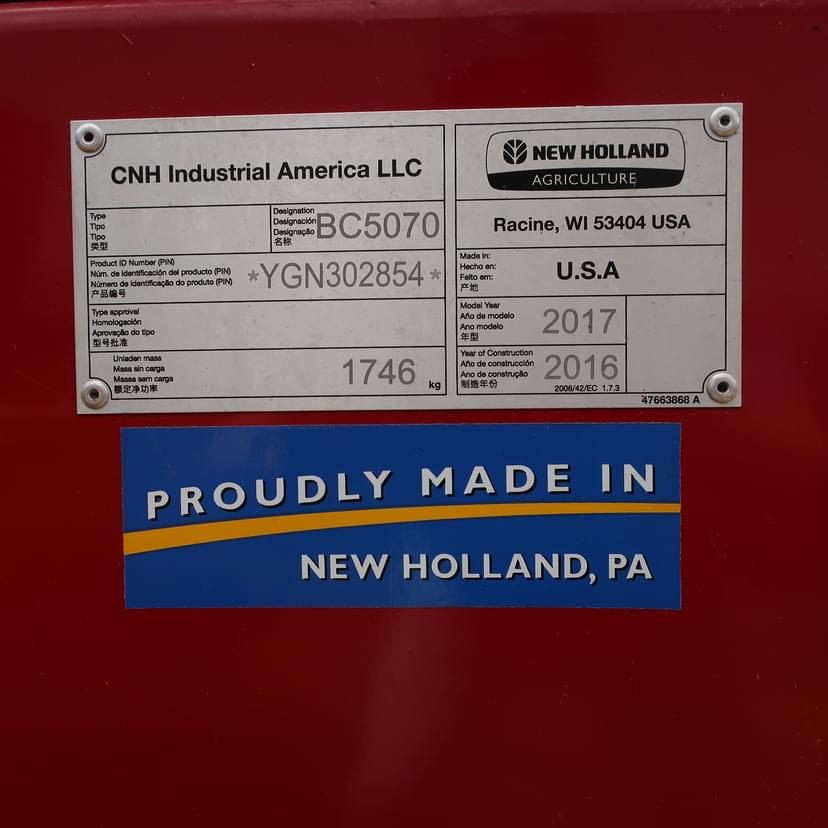 CNH Industrial America LLC
Type
Tipo
Tipo
类型
Designation
Designación
Designação
名称
BC5070
Product ID Number (PIN)
Núm. de identificación del producto (PIN)
Número de identificação do produto (PIN)
产品编号
*YGN302854*
Type approval
Homologación
Aprovação do tipo
型号批准
Unladen mass
Masa sin carga
Massa sem carga
额定净功率
1746 kg
NEW HOLLAND
AGRICULTURE
Racine, WI 53404 USA
Made in:
Hecho en:
Feito em:
产地
U.S.A
Model Year
Año de modelo
Ano modelo
年型
2017
Year of Construction
Año de construcción
Ano de construção
制造年份
2016
2006/42/EC 1.7.3
47663868 A
PROUDLY MADE IN
NEW HOLLAND, PA